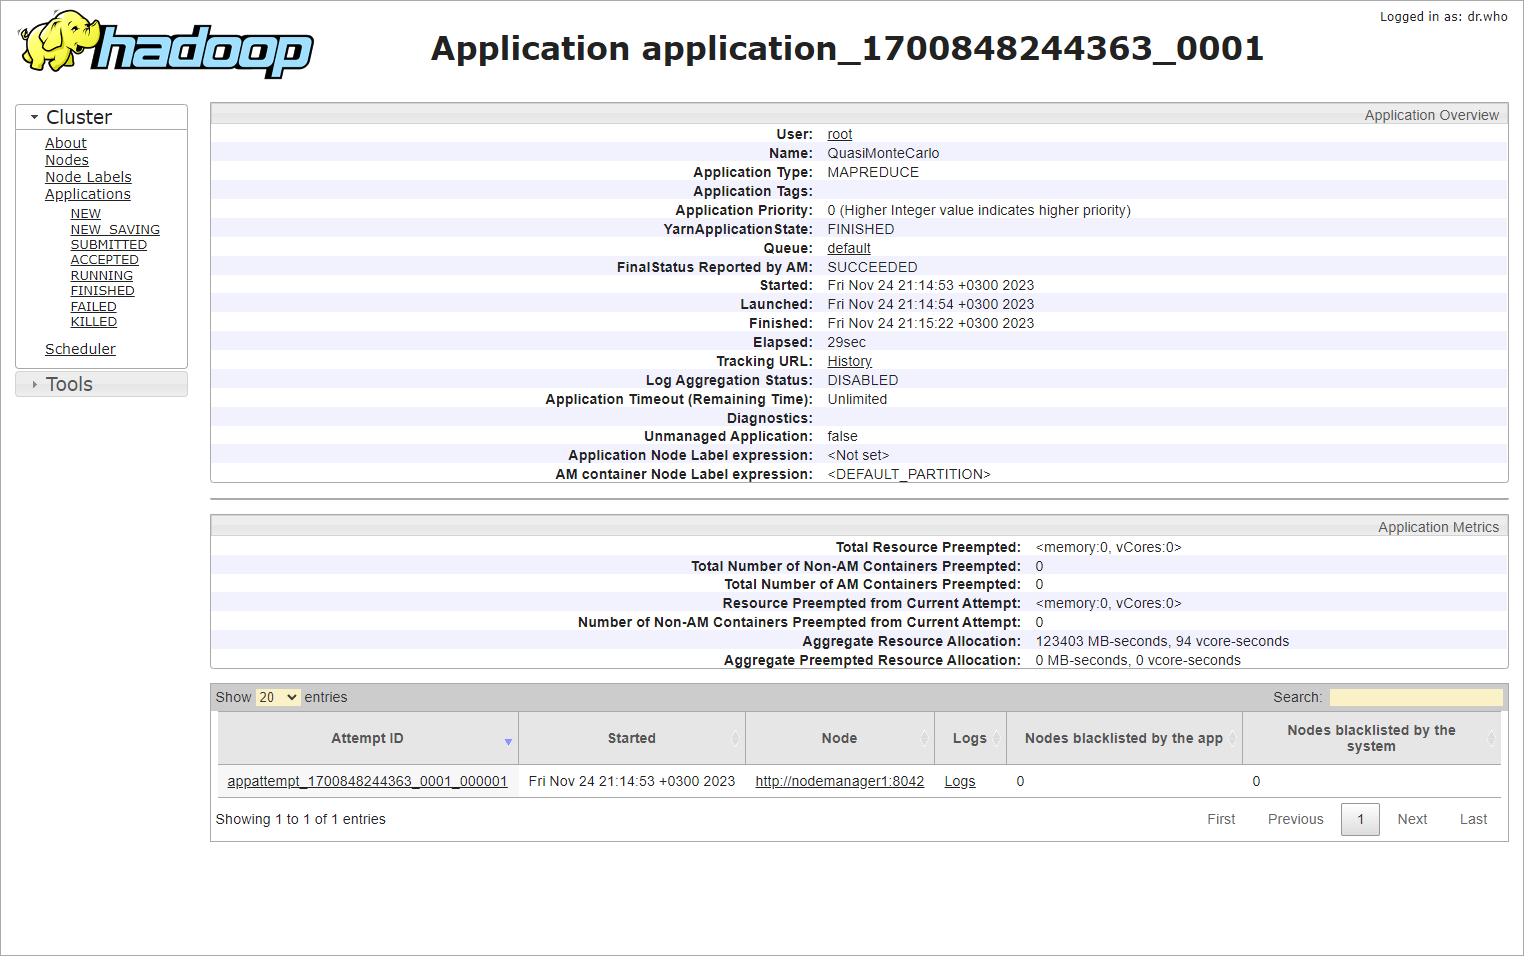 Logged in as: dr.who
hadoop
Application application_1700848244363_0001
Cluster
About
Nodes
Node Labels
Applications
NEW
NEW_SAVING
SUBMITTED
ACCEPTED
RUNNING
FINISHED
FAILED
KILLED
Scheduler
Tools
Application Overview
User: root
Name: QuasiMonteCarlo
Application Type: MAPREDUCE
Application Tags:
Application Priority: 0 (Higher Integer value indicates higher priority)
YarnApplicationState: FINISHED
Queue: default
FinalStatus Reported by AM: SUCCEEDED
Started: Fri Nov 24 21:14:53 +0300 2023
Launched: Fri Nov 24 21:14:54 +0300 2023
Finished: Fri Nov 24 21:15:22 +0300 2023
Elapsed: 29sec
Tracking URL: History
Log Aggregation Status: DISABLED
Application Timeout (Remaining Time): Unlimited
Diagnostics:
Unmanaged Application: false
Application Node Label expression: <Not set>
AM container Node Label expression: <DEFAULT_PARTITION>
Application Metrics
Total Resource Preempted: <memory:0, vCores:0>
Total Number of Non-AM Containers Preempted: 0
Total Number of AM Containers Preempted: 0
Resource Preempted from Current Attempt: <memory:0, vCores:0>
Number of Non-AM Containers Preempted from Current Attempt: 0
Aggregate Resource Allocation: 123403 MB-seconds, 94 vcore-seconds
Aggregate Preempted Resource Allocation: 0 MB-seconds, 0 vcore-seconds
Show 20 entries Search:
Attempt ID Started Node Logs Nodes blacklisted by the app Nodes blacklisted by the
system
appattempt_1700848244363_0001_000001 Fri Nov 24 21:14:53 +0300 2023 http://nodemanager1:8042 Logs 0 0
Showing 1 to 1 of 1 entries First Previous 1 Next Last